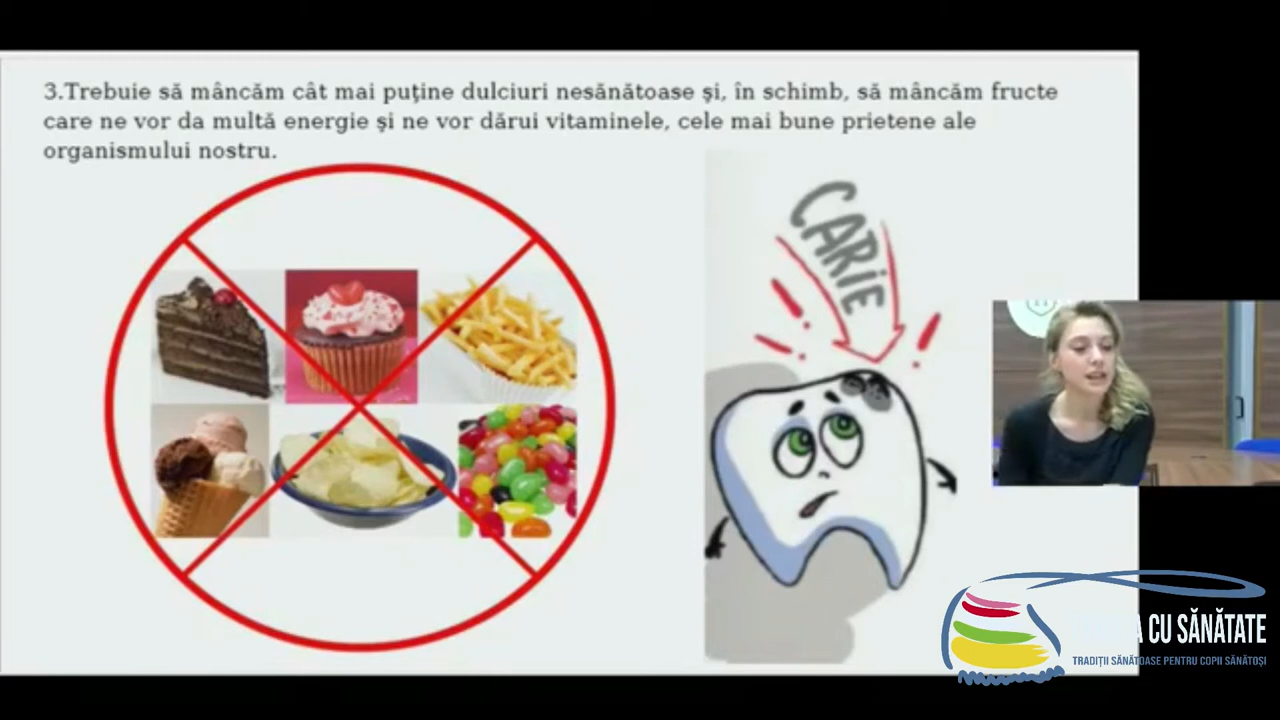 3.Trebuie să mâncăm cât mai puţine dulciuri nesănătoase şi, în schimb, să mâncăm fructe
care ne vor da multă energie şi ne vor dărui vitaminele, cele mai bune prietene ale
organismului nostru.
CARiE
A CU SĂNĂTATE
TRADIȚII SĂNĂTOASE PENTRU COPII SĂNĂTOȘI